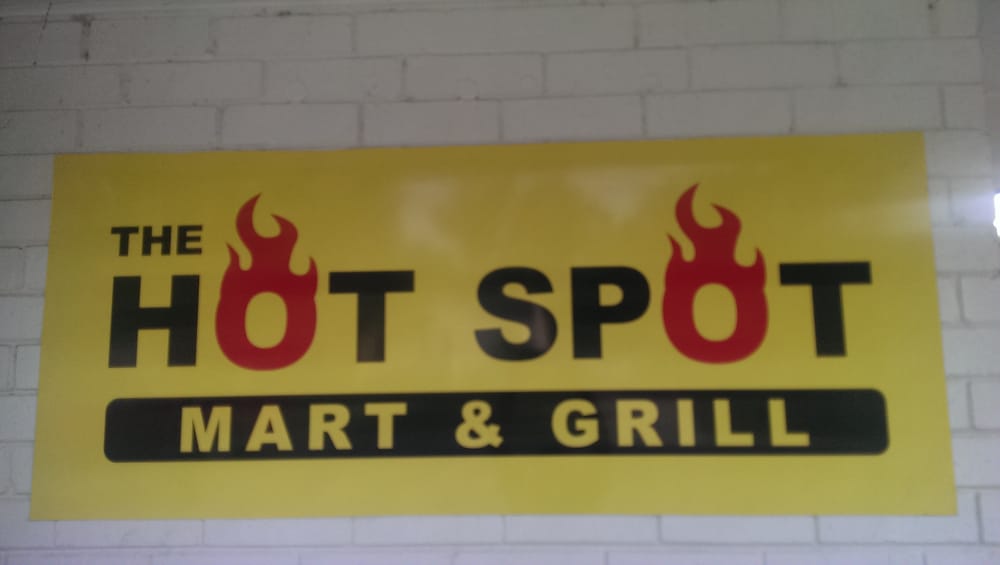 THE
HOT SPOT
MART & GRILL